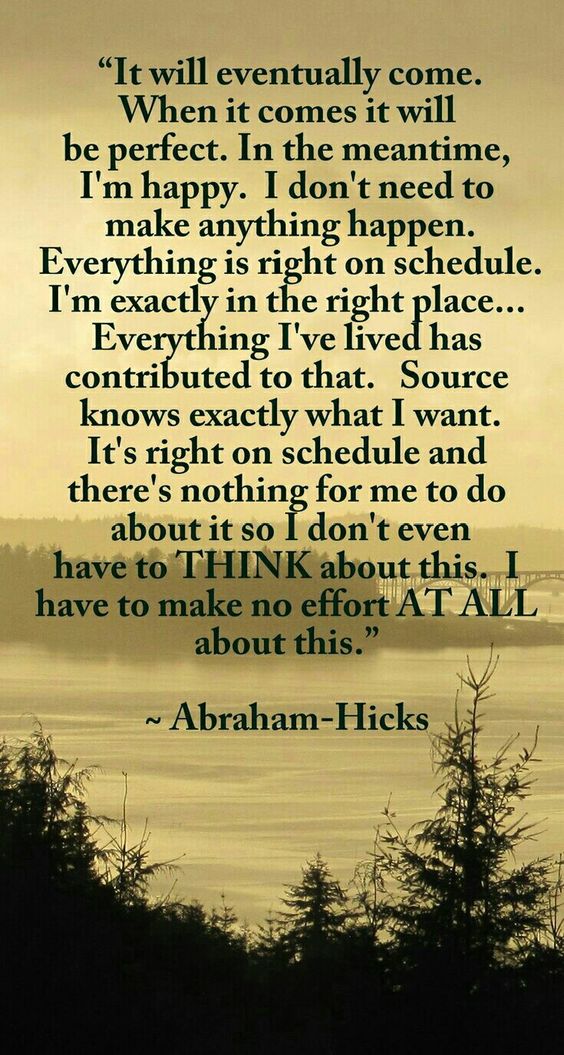 “It will eventually come.
When it comes it will
be perfect. In the meantime,
I'm happy.  I don't need to
make anything happen.
Everything is right on schedule.
I'm exactly in the right place...
Everything I've lived has
contributed to that.   Source
knows exactly what I want.
It's right on schedule and
there's nothing for me to do
about it so I don't even
have to THINK about this.  I
have to make no effort AT ALL
about this.”
~ Abraham-Hicks